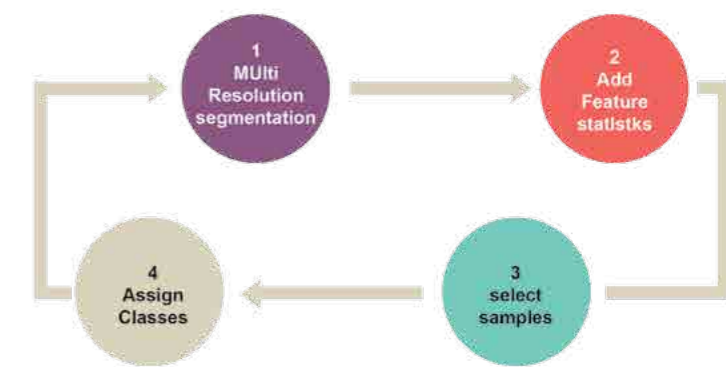 1
MUlti
Resolution
segmentation
2
Add
Feature
statistks
3
select
samples
4
Assign
Classes